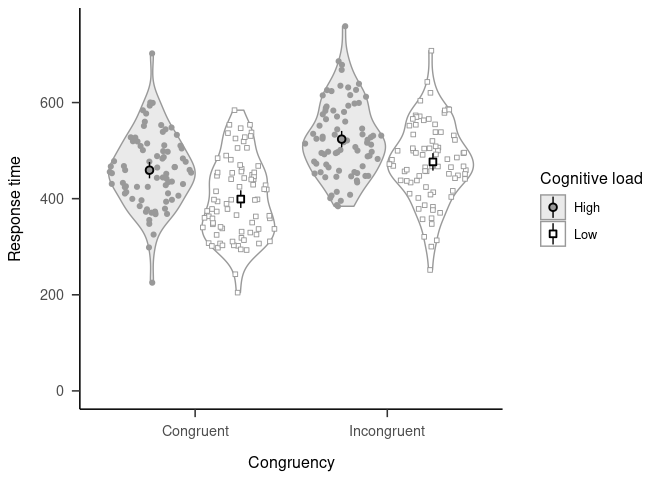 600
400
200
0
Response time
Congruent
Incongruent
Congruency
Cognitive load
High
Low